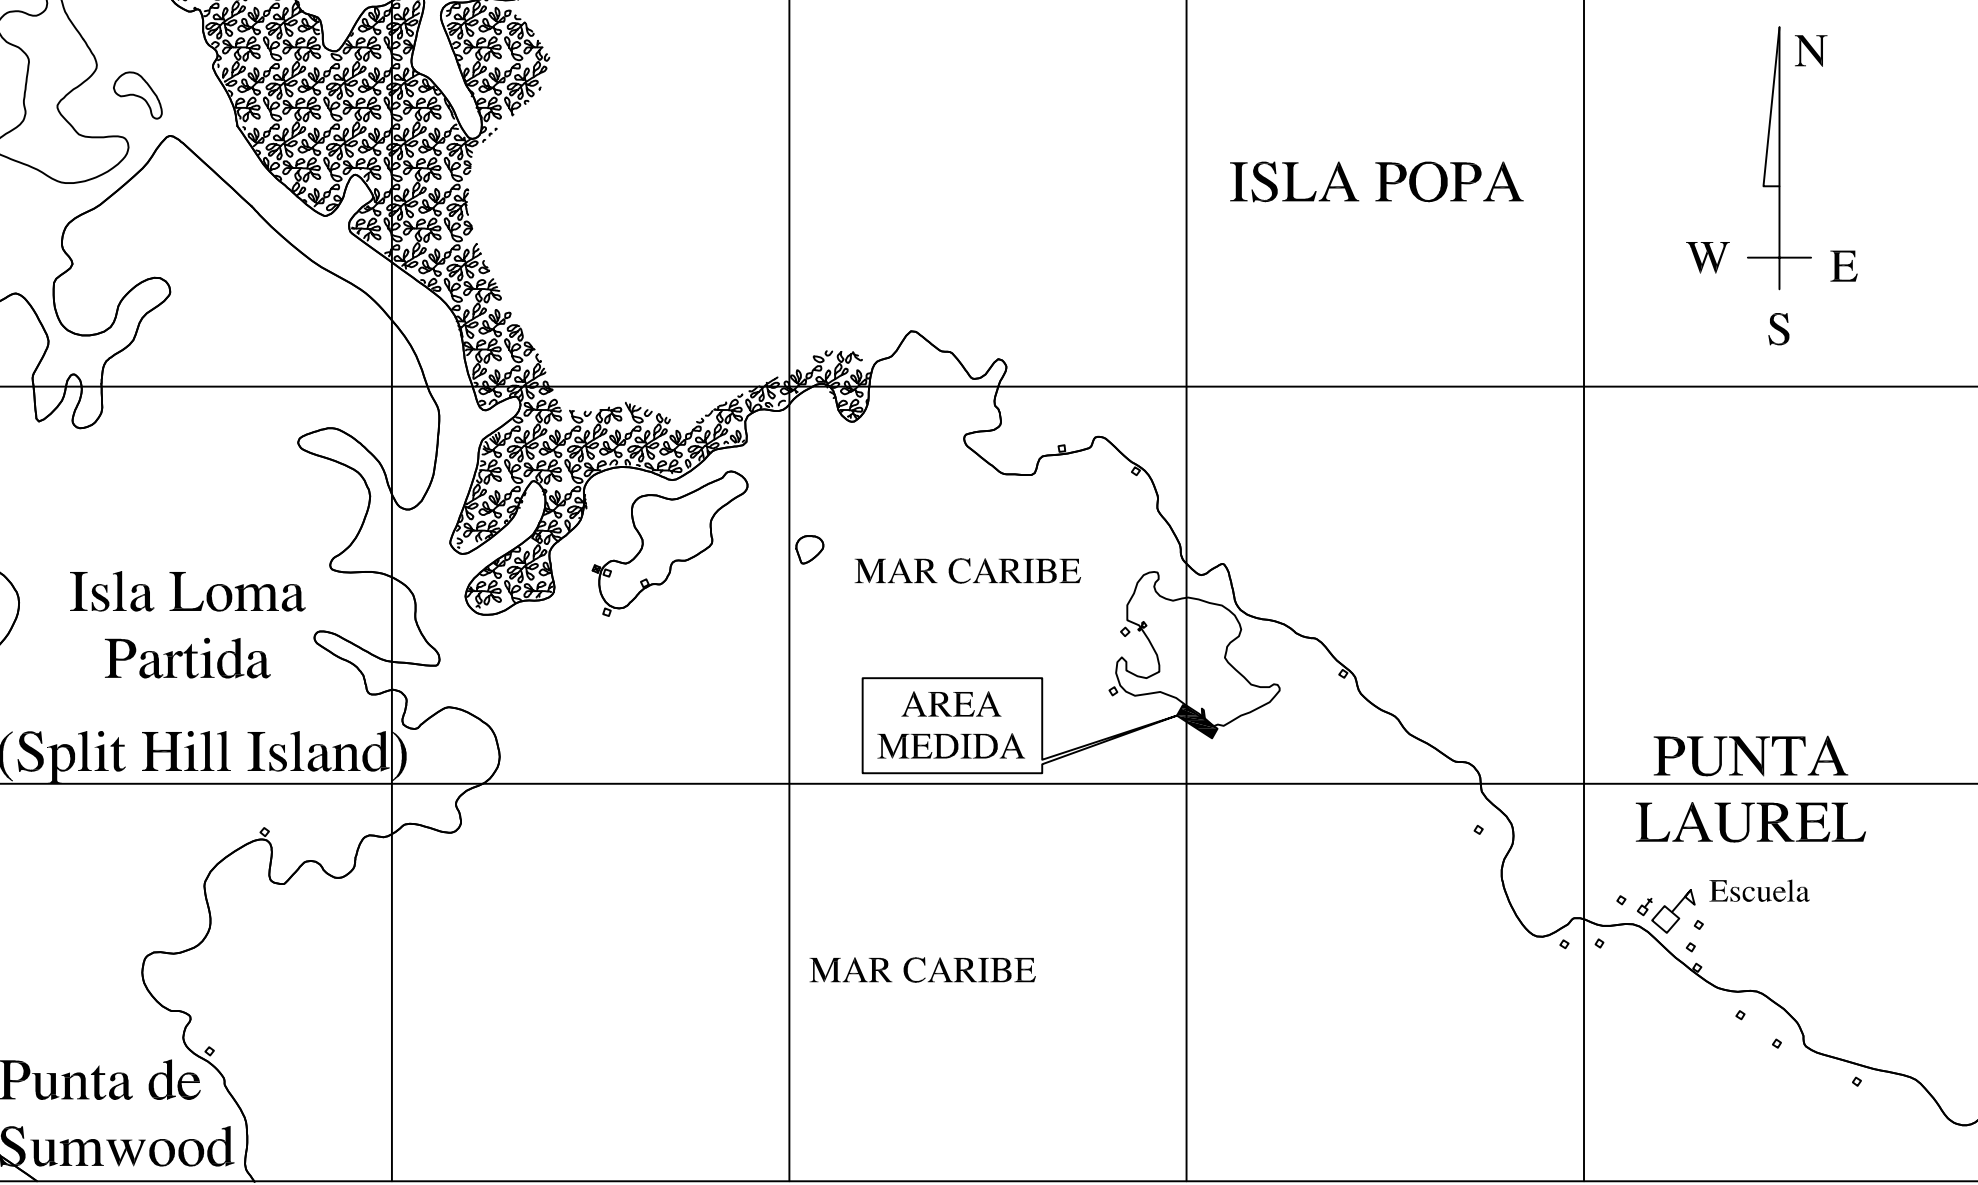 N
ISLA POPA
W
E
S
MAR CARIBE
Isla Loma
Partida
(Split Hill Island)
AREA
MEDIDA
PUNTA
LAUREL
Escuela
MAR CARIBE
Punta de
Sumwood